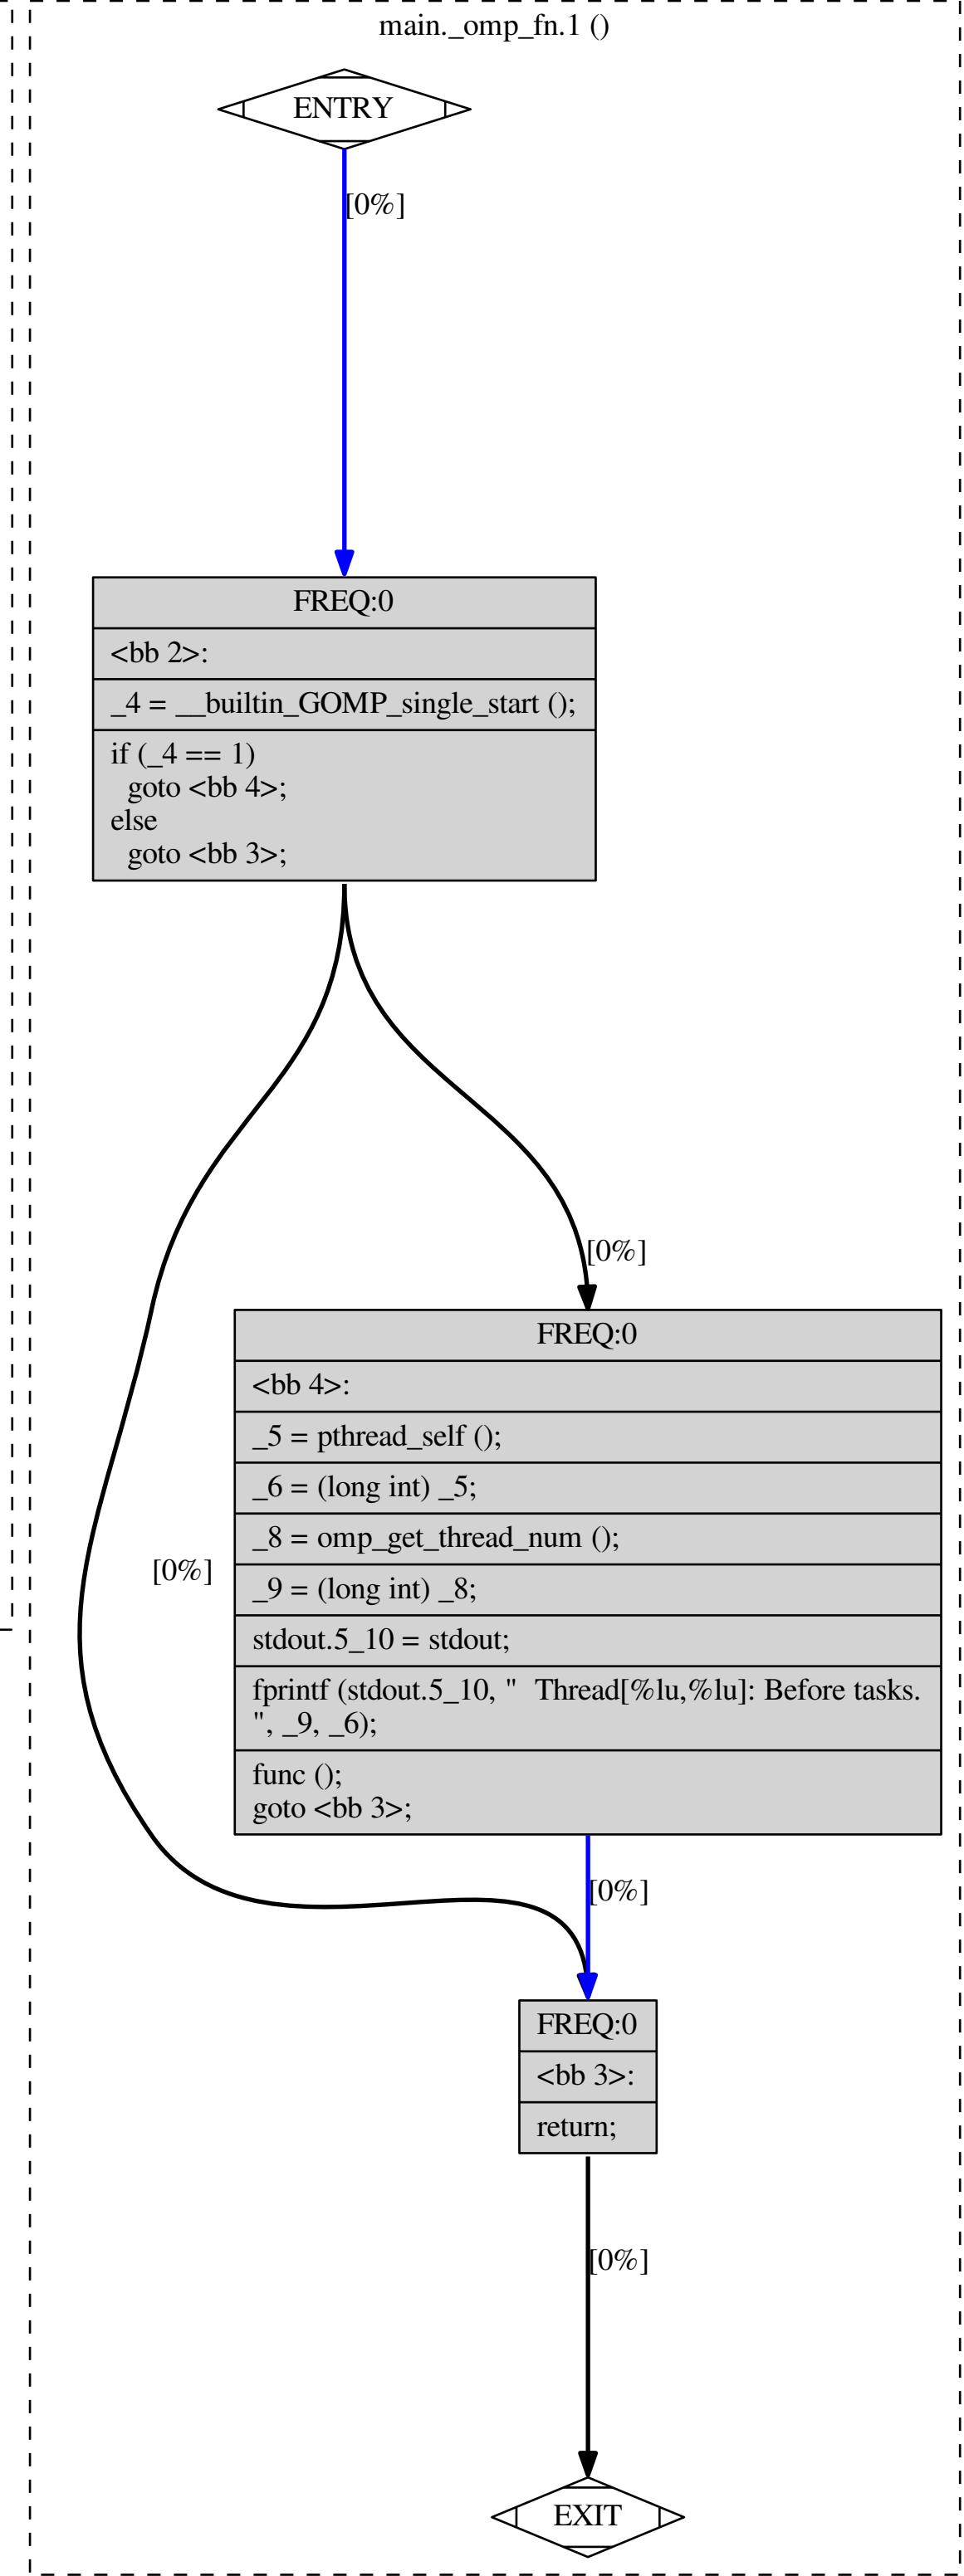 main._omp_fn.1 ()
ENTRY
[0%]
FREQ:0
<bb 2>:
_4 = __builtin_GOMP_single_start ();
if (_4 == 1)
goto <bb 4>;
else
goto <bb 3>;
[0%]
FREQ:0
<bb 4>:
_5 = pthread_self ();
_6 = (long int) _5;
_8 = omp_get_thread_num ();
[0%]
_9 = (long int) _8;
stdout.5_10 = stdout;
fprintf (stdout.5_10, "  Thread[%lu,%lu]: Before tasks.
", _9, _6);
func ();
goto <bb 3>;
[0%]
FREQ:0
<bb 3>:
return;
[0%]
EXIT